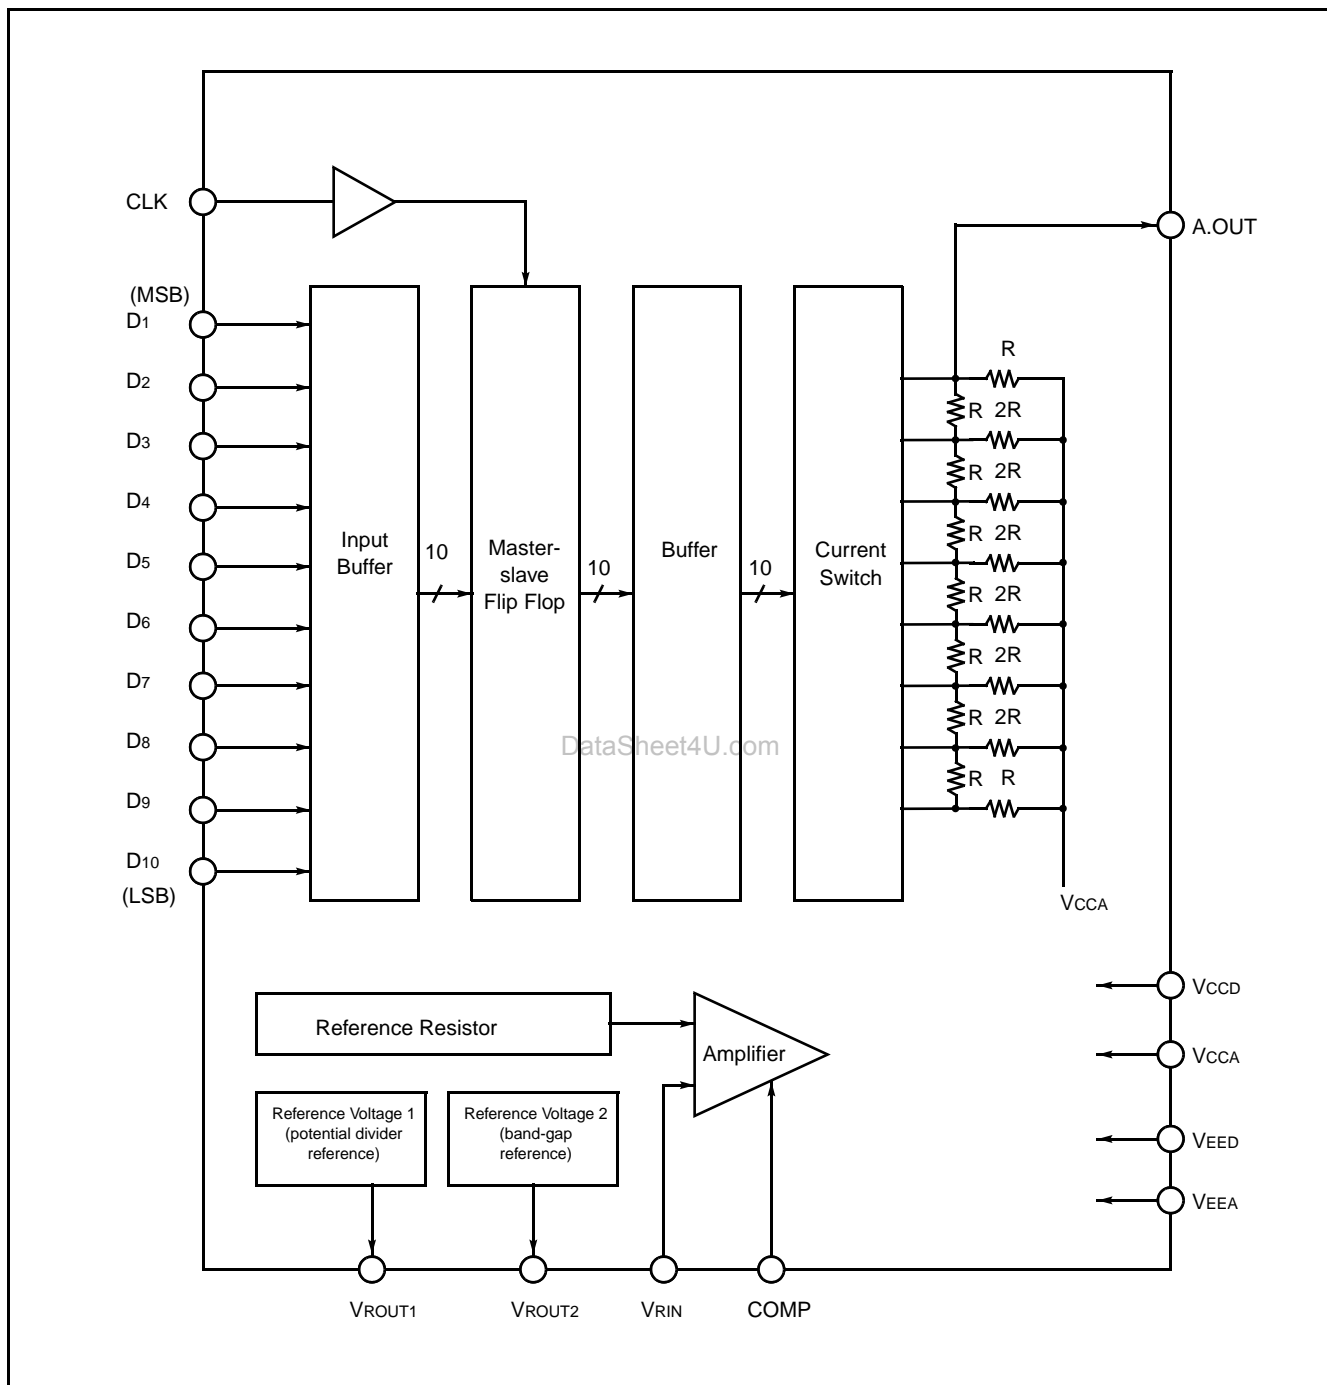 CLK
A.OUT
(MSB)
D1
D2
D3
D4
D5
D6
D7
D8
D9
D10
(LSB)
Input
Buffer
10
Master-
slave
Flip Flop
10
Buffer
10
Current
Switch
R
R 2R
R 2R
R 2R
R 2R
R 2R
R 2R
R R
VCCA
DataSheet4U.com
VCCD
VCCA
VEED
VEEA
Reference Resistor
Amplifier
Reference Voltage 1
(potential divider
reference)
Reference Voltage 2
(band-gap
reference)
VROUT1
VROUT2
VRIN
COMP